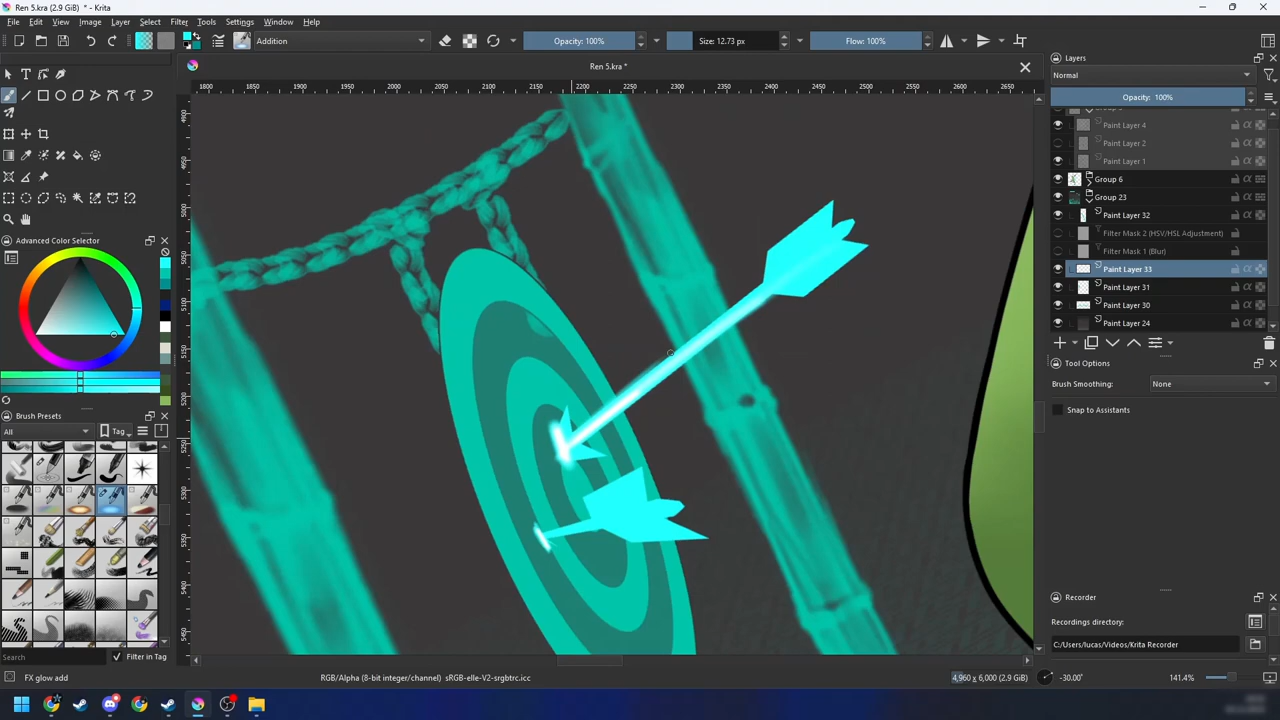 Ren 5.kra (2.9 GiB) * - Krita
File Edit View Image Layer Select Filter Tools Settings Window Help
Addition
Opacity: 100%
Size: 12.73 px
Flow: 100%
Ren 5.kra *
1800 1850 1900 1950 2000 2050 2100 2150 2200 2250 2300 2350 2400 2450 2500 2550 2600 2650
Layers
Normal
Opacity: 100%
Paint Layer 4
Paint Layer 2
Paint Layer 1
Group 6
Group 23
Paint Layer 32
Filter Mask 2 (HSV/HSL Adjustment)
Filter Mask 1 (Blur)
Paint Layer 33
Paint Layer 31
Paint Layer 30
Paint Layer 24
Advanced Color Selector
Tool Options
Brush Smoothing: None
Snap to Assistants
Brush Presets
All
Tag
Search
Filter in Tag
Recorder
Recordings directory:
C:/Users/lucas/Videos/Krita Recorder
FX glow add
RGB/Alpha (8-bit integer/channel) sRGB-elle-V2-srgbtrc.icc
4,960 x 6,000 (2.9 GiB)
-30.00°
141.4%